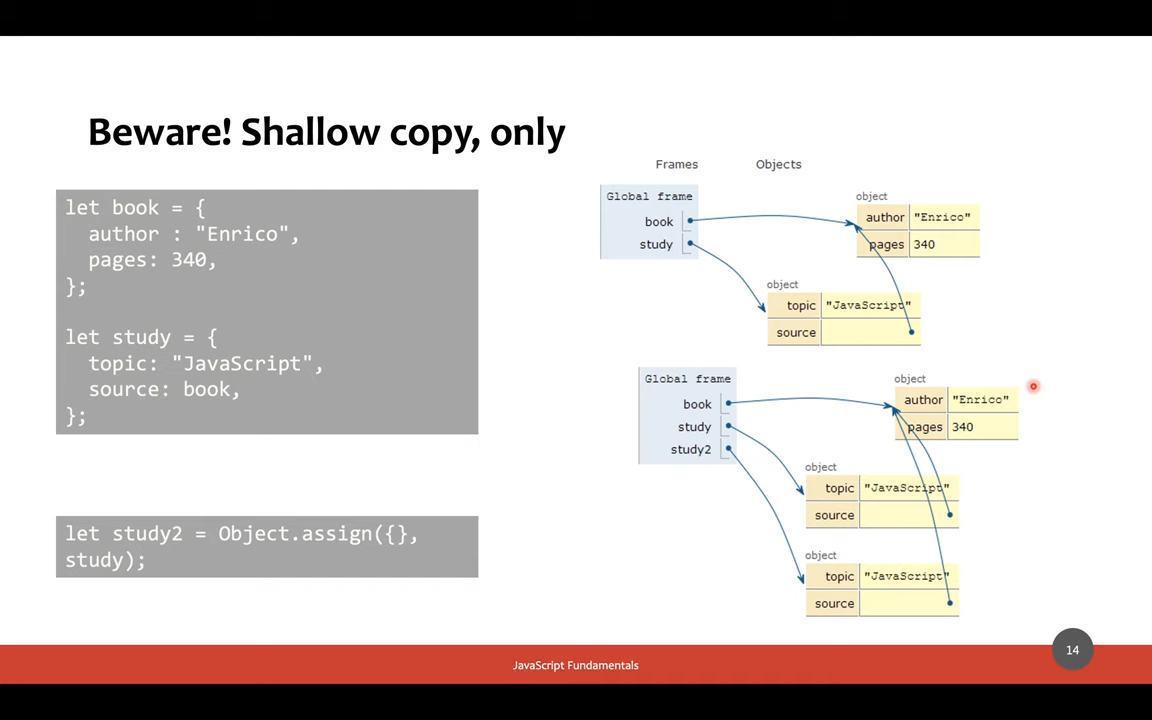 Beware! Shallow copy, only
let book = {
author : "Enrico",
pages: 340,
};
let study = {
topic: "JavaScript",
source: book,
};
let study2 = Object.assign({},
study);
Frames Objects
Global frame
book
study
object
author "Enrico"
pages 340
object
topic "JavaScript"
source
Global frame
book
study
study2
object
author "Enrico"
pages 340
object
topic "JavaScript"
source
object
topic "JavaScript"
source
JavaScript Fundamentals
14